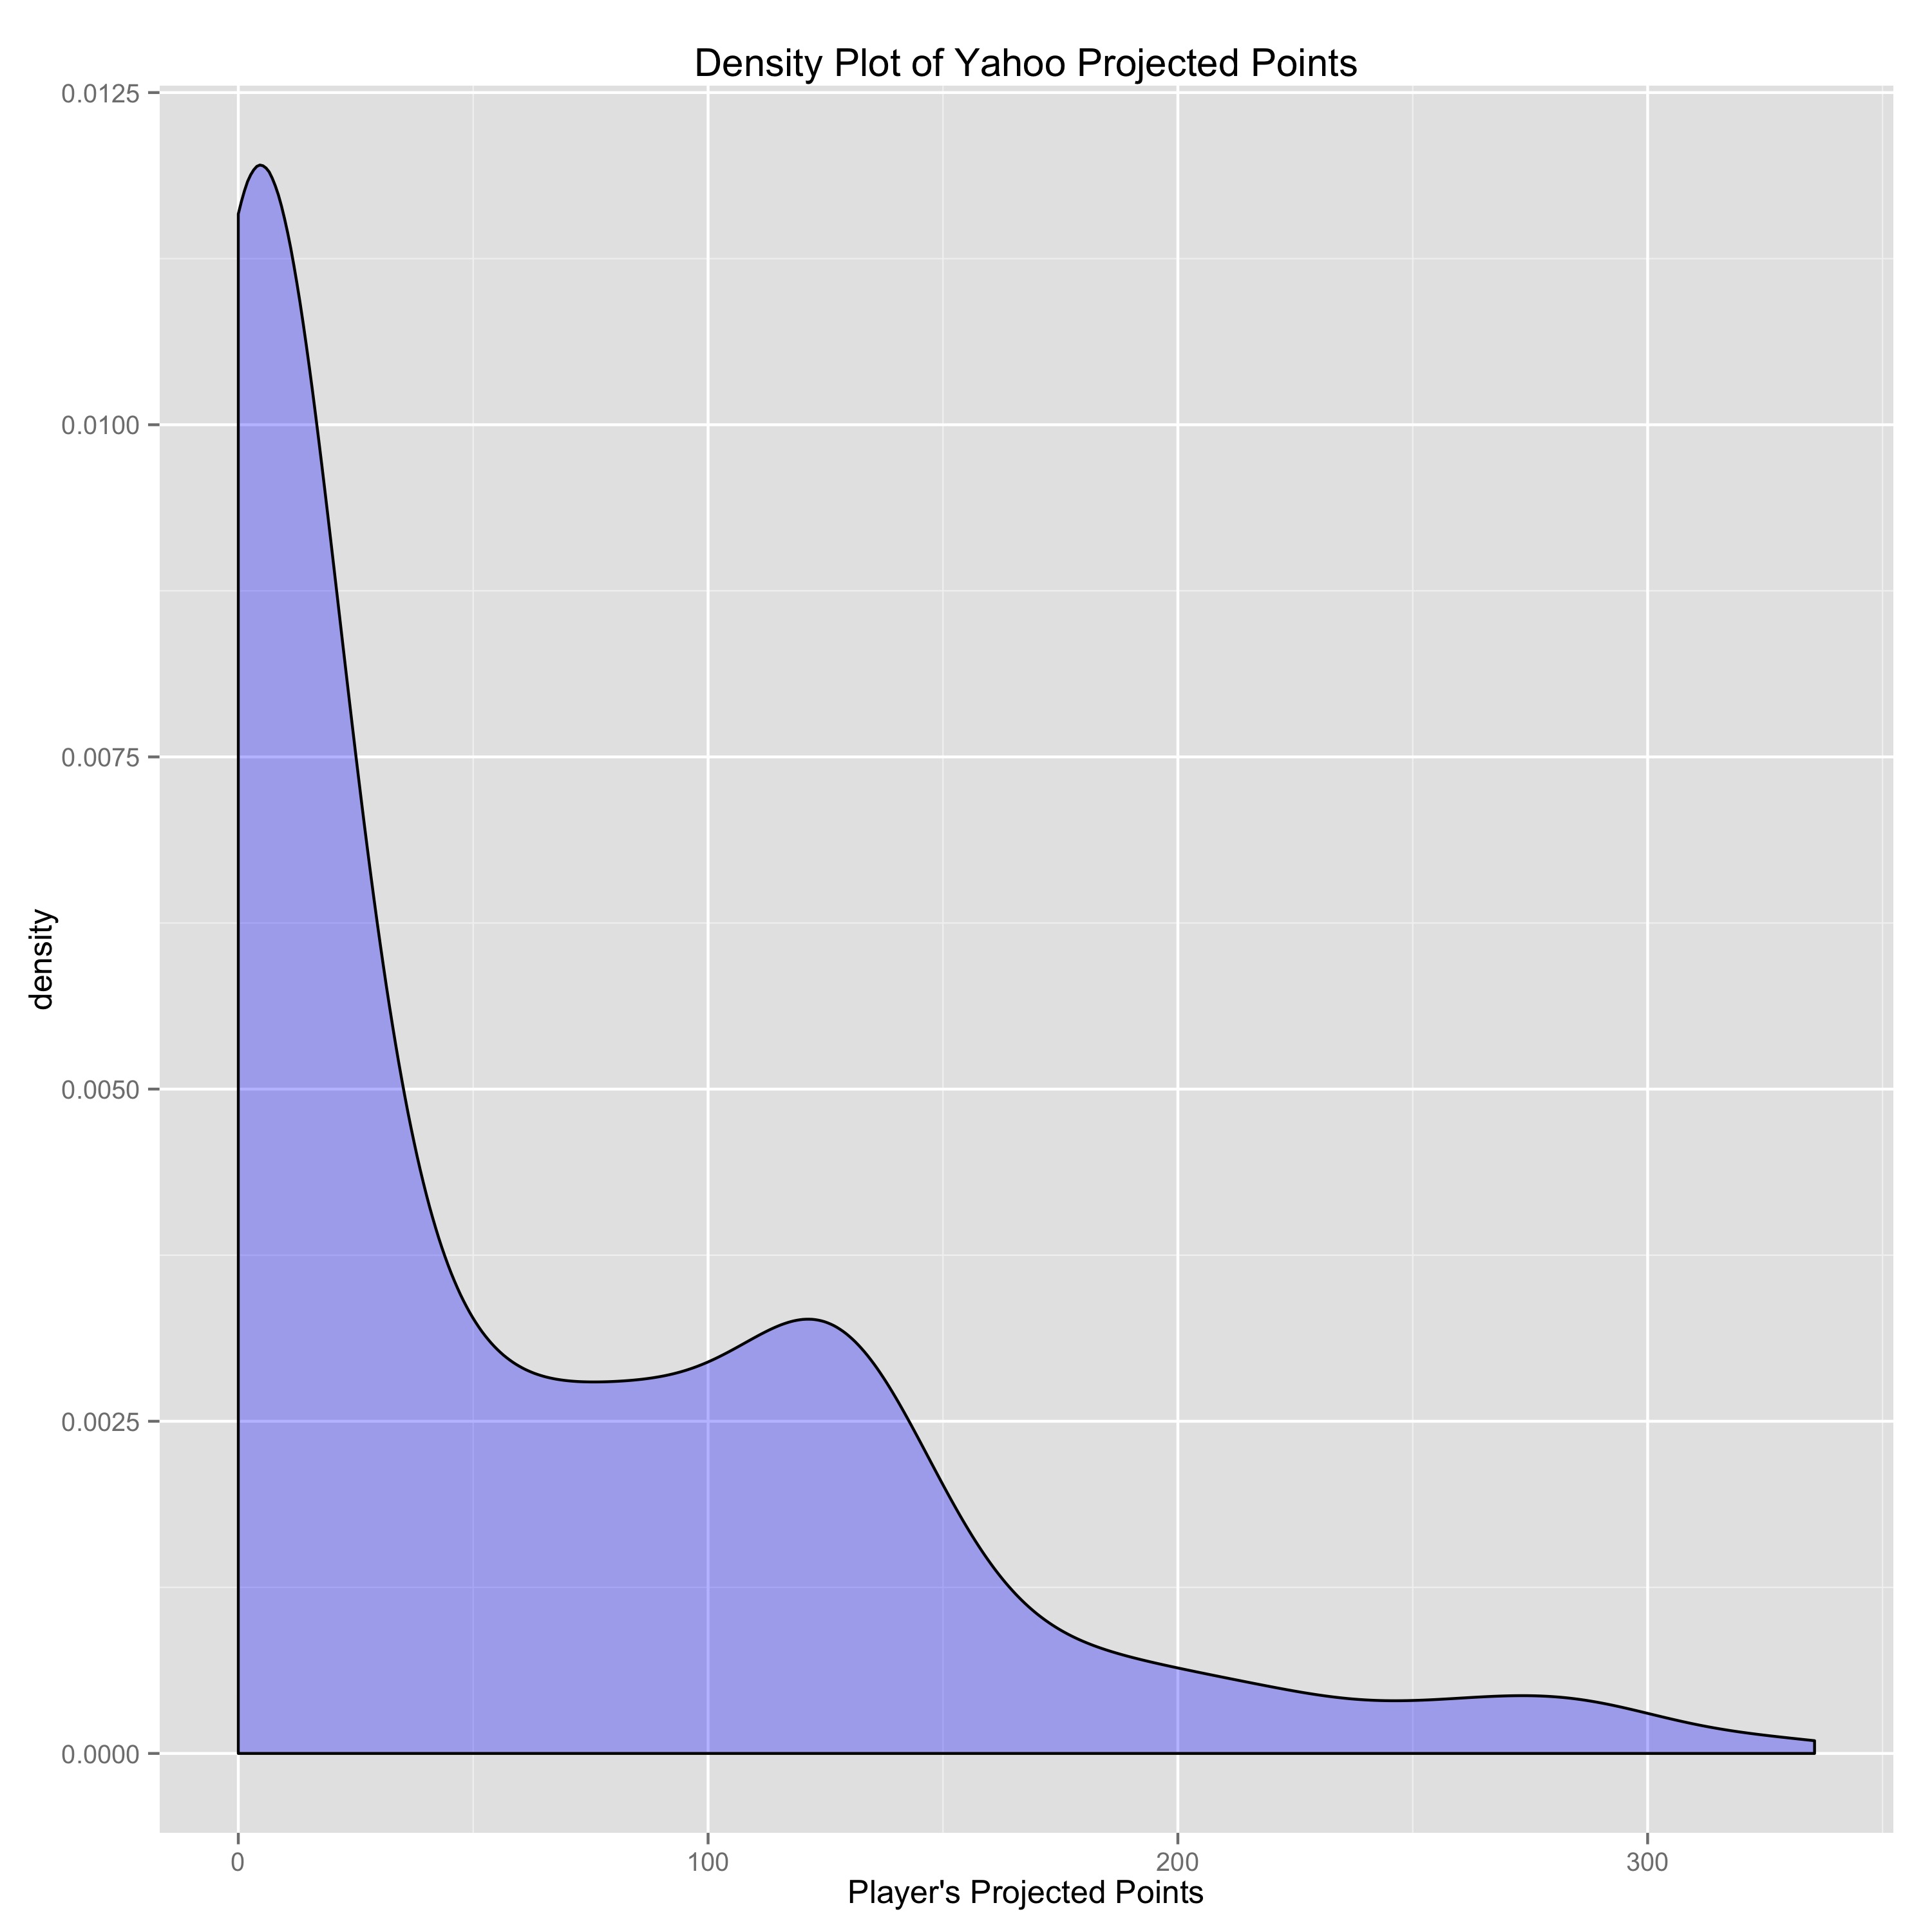 Density Plot of Yahoo Projected Points
0.0125
0.0100
0.0075
0.0050
0.0025
0.0000
density
0 100 200 300
Player's Projected Points